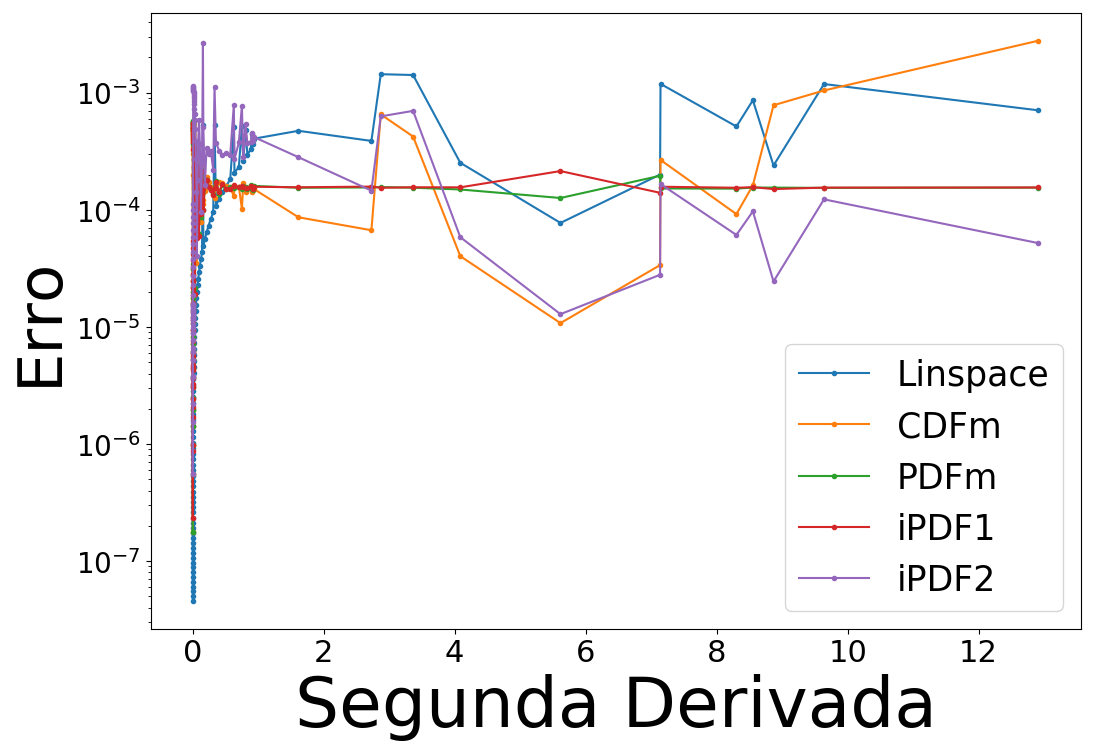 Erro
10⁻³
10⁻⁴
10⁻⁵
10⁻⁶
10⁻⁷
Linspace
CDFm
PDFm
iPDF1
iPDF2
0 2 4 6 8 10 12
Segunda Derivada